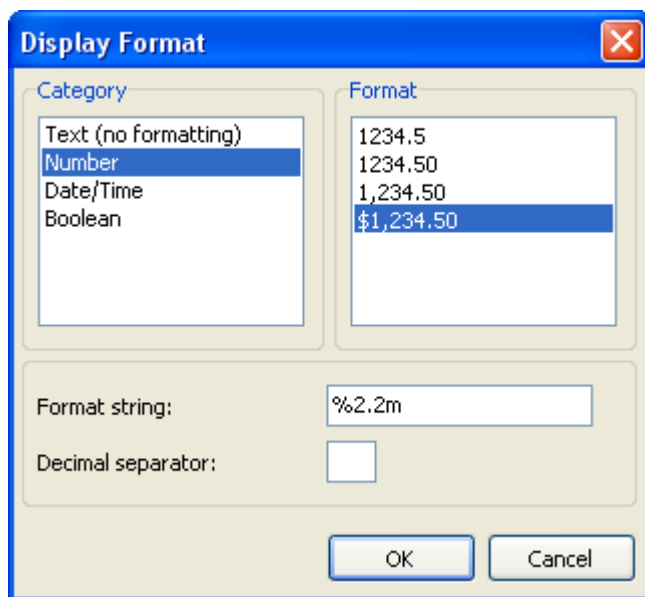 Display Format
Category
Text (no formatting)
Number
Date/Time
Boolean
Format
1234.5
1234.50
1,234.50
$1,234.50
Format string: %2.2m
Decimal separator:
OK Cancel